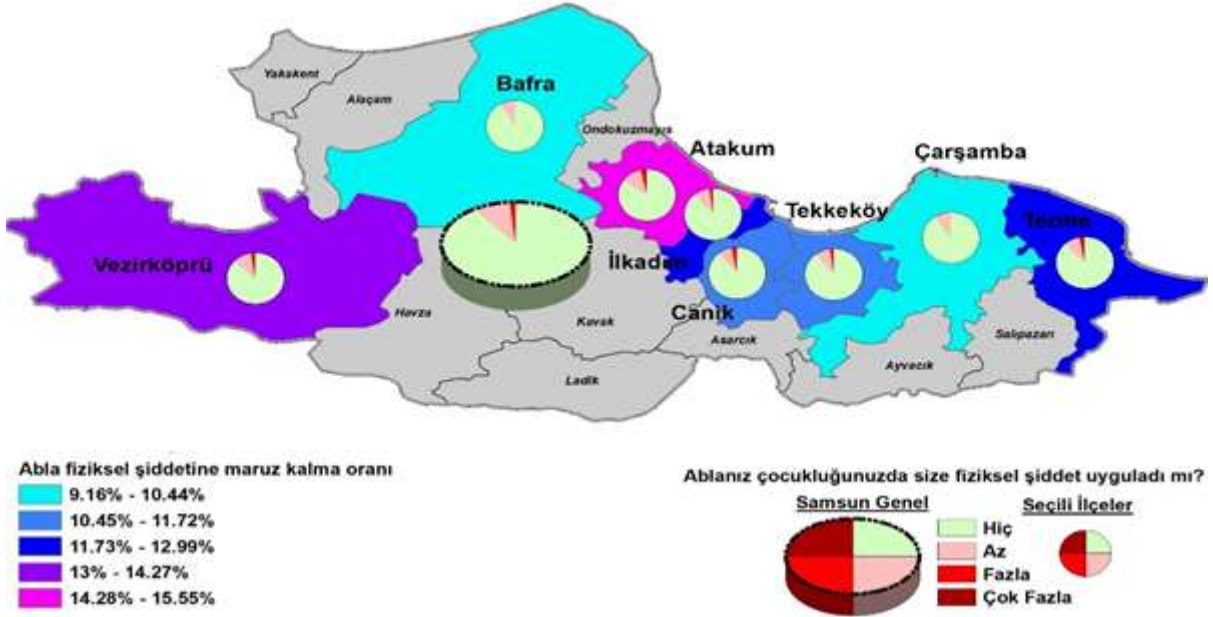 Yakakent
Alaçam
Bafra
Ondokuzmayıs
Atakum
Çarşamba
Tekkeköy
Terme
Vezirköprü
İlkadım
Havza
Kavak
Canik
Asarcık
Salıpazarı
Ladik
Ayvacık
Abla fiziksel şiddetine maruz kalma oranı
9.16% - 10.44%
10.45% - 11.72%
11.73% - 12.99%
13% - 14.27%
14.28% - 15.55%
Ablanız çocukluğunuzda size fiziksel şiddet uyguladı mı?
Samsun Genel
Seçili İlçeler
Hiç
Az
Fazla
Çok Fazla